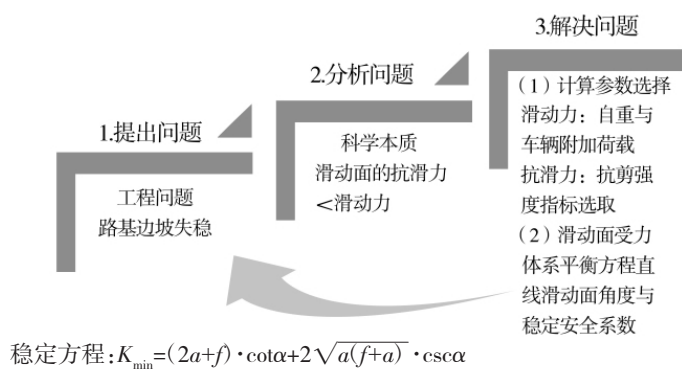 1.提出问题
工程问题
路基边坡失稳
2.分析问题
科学本质
滑动面的抗滑力
<滑动力
3.解决问题
（1）计算参数选择
滑动力：自重与
车辆附加荷载
抗滑力：抗剪强
度指标选取
（2）滑动面受力
体系平衡方程直
线滑动面角度与
稳定安全系数
稳定方程:Kmin=(2a+f)·cotα+2√a(f+a)·cscα